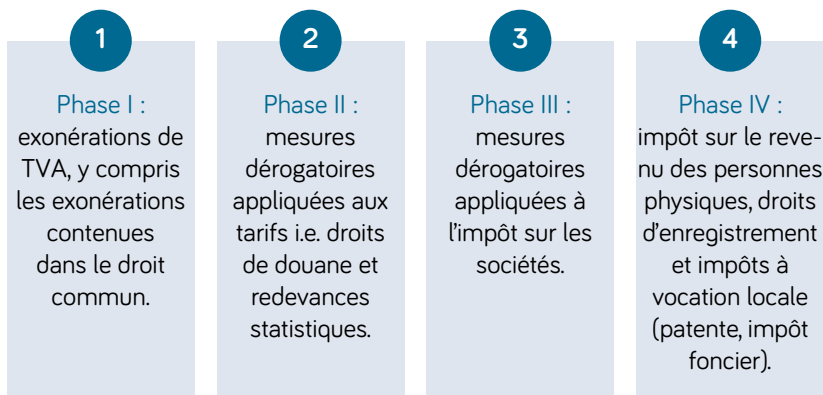 1
Phase I :
exonérations de
TVA, y compris
les exonérations
contenues
dans le droit
commun.
2
Phase II :
mesures
dérogatoires
appliquées aux
tarifs i.e. droits
de douane et
redevances
statistiques.
3
Phase III :
mesures
dérogatoires
appliquées à
l’impôt sur les
sociétés.
4
Phase IV :
impôt sur le reve-
nu des personnes
physiques, droits
d’enregistrement
et impôts à
vocation locale
(patente, impôt
foncier).